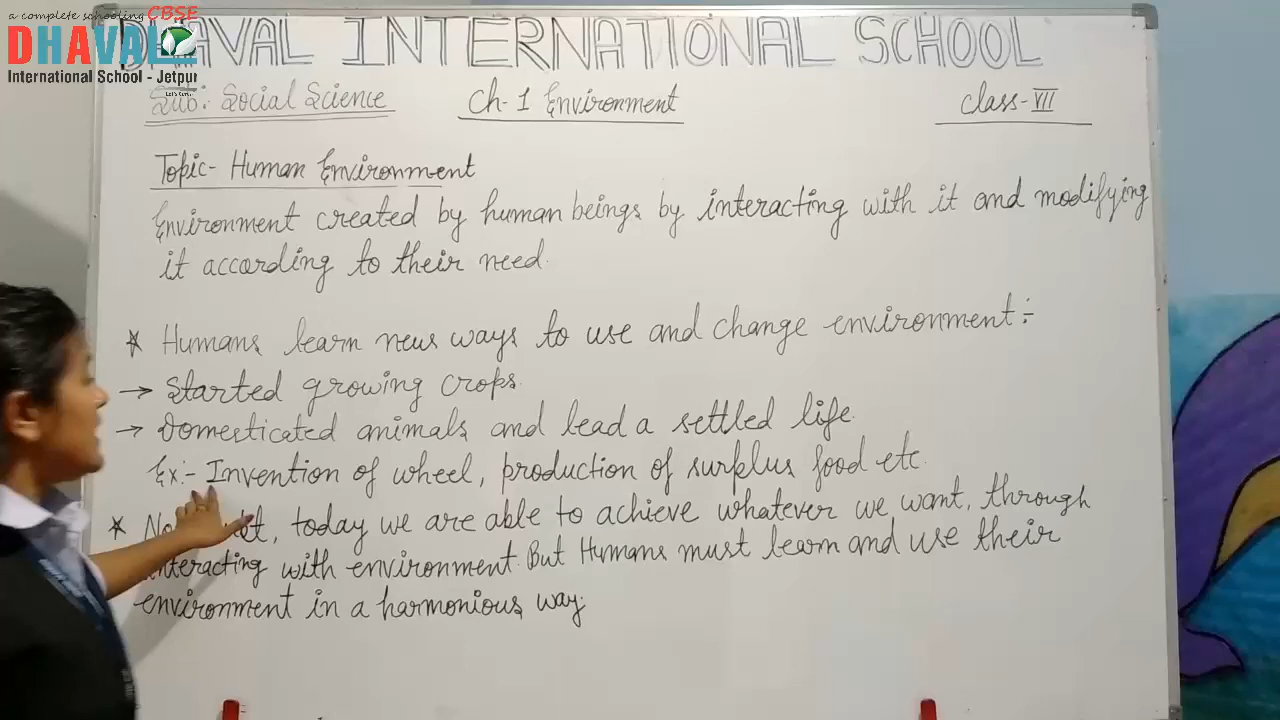 a complete schooling CBSE
DHAVAL
International School - Jetpur
DHAVAL INTERNATIONAL SCHOOL
Sub: Social Science
Ch-1 Environment
Class-VII
Topic- Human Environment
Environment created by human beings by interacting with it and modifying
it according to their need.
* Humans learn news ways to use and change environment:-
→ Started growing crops.
→ Domesticated animals and lead a settled life.
Ex:- Invention of wheel, production of surplus food etc.
* today we are able to achieve whatever we want, through
interacting with environment. But Humans must learn and use their
environment in a harmonious way.